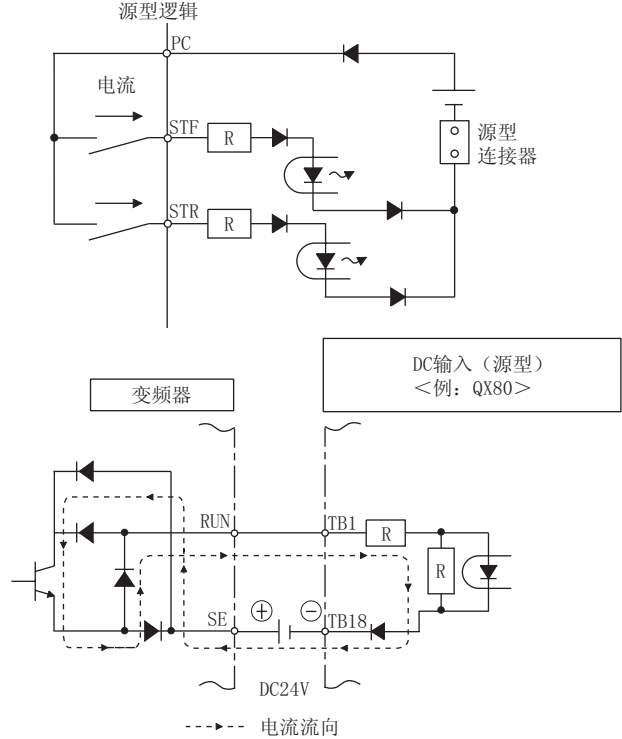 源型逻辑
PC
电流
STF
R
源型
连接器
STR
R
DC输入（源型）
＜例：QX80＞
变频器
RUN
TB1
R
R
SE
TB18
DC24V
电流流向